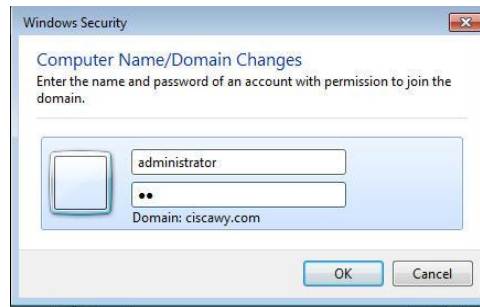 Windows Security
Computer Name/Domain Changes
Enter the name and password of an account with permission to join the
domain.
administrator
●●
Domain: ciscawy.com
OK
Cancel